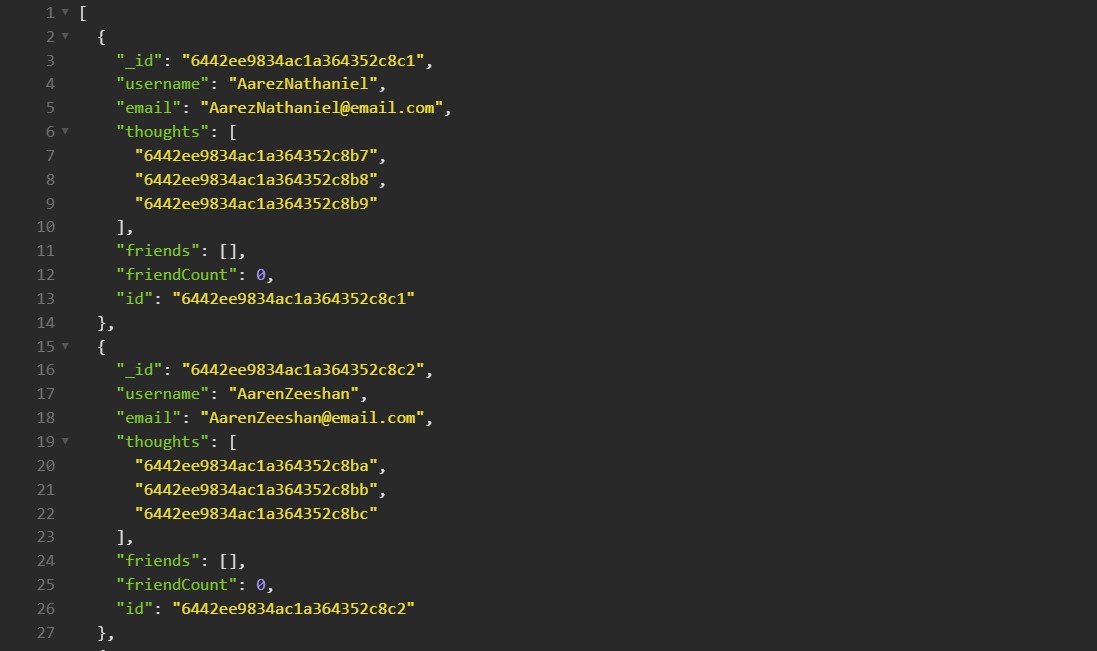 1 [
2 {
3 "_id": "6442ee9834ac1a364352c8c1",
4 "username": "AarezNathaniel",
5 "email": "AarezNathaniel@email.com",
6 "thoughts": [
7 "6442ee9834ac1a364352c8b7",
8 "6442ee9834ac1a364352c8b8",
9 "6442ee9834ac1a364352c8b9"
10 ],
11 "friends": [],
12 "friendCount": 0,
13 "id": "6442ee9834ac1a364352c8c1"
14 },
15 {
16 "_id": "6442ee9834ac1a364352c8c2",
17 "username": "AarenZeeshan",
18 "email": "AarenZeeshan@email.com",
19 "thoughts": [
20 "6442ee9834ac1a364352c8ba",
21 "6442ee9834ac1a364352c8bb",
22 "6442ee9834ac1a364352c8bc"
23 ],
24 "friends": [],
25 "friendCount": 0,
26 "id": "6442ee9834ac1a364352c8c2"
27 },